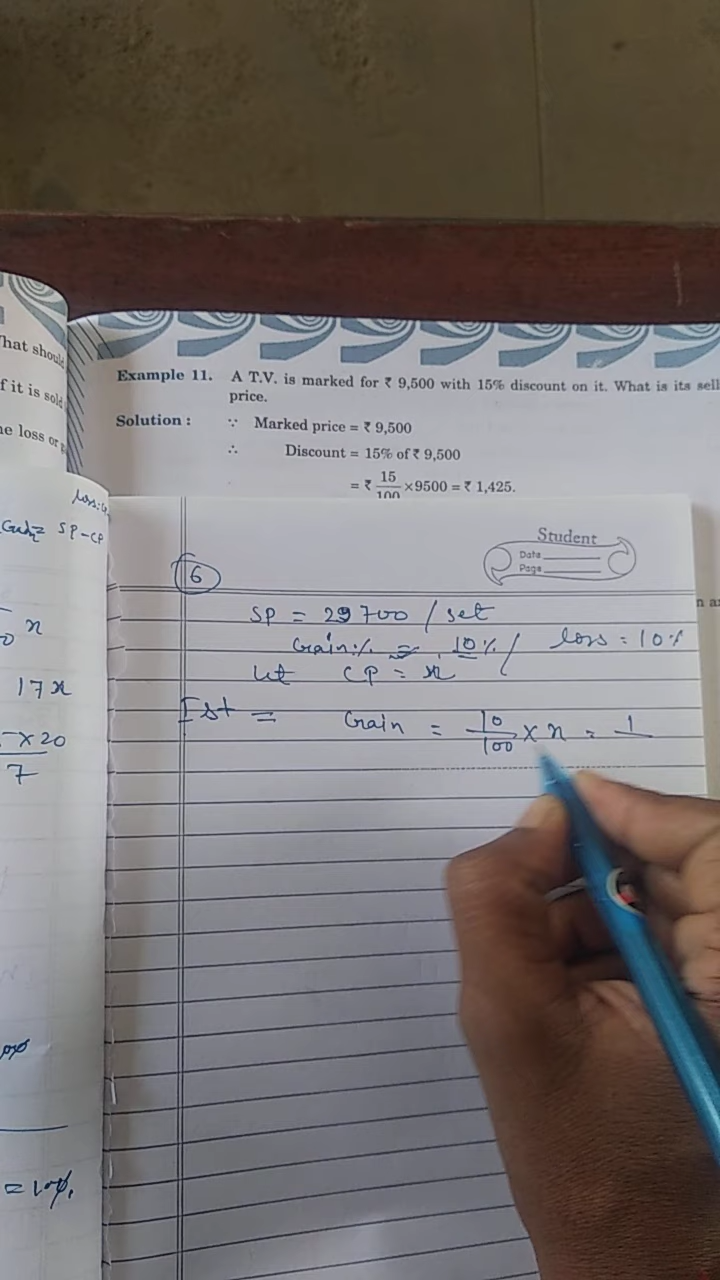 hat should
f it is sold
e loss or
Example 11. A T.V. is marked for ₹ 9,500 with 15% discount on it. What is its sell
price.
Solution : ∵ Marked price = ₹ 9,500
∴ Discount = 15% of ₹ 9,500
= ₹ 15/100 ×9500 = ₹ 1,425.
Gain = SP-CP
x
17x
×20
7
= 10%
Student
Date
Page
6
SP = 29700 / set
Gain% = 10% / loss = 10%
let CP = x
Ist = Gain = 10/100 × x = 1